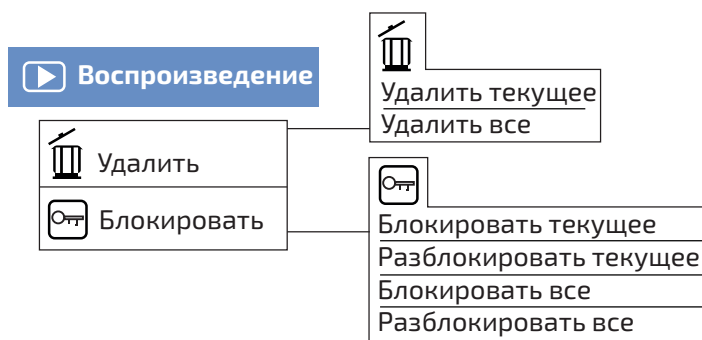 Воспроизведение
Удалить
Блокировать
Удалить текущее
Удалить все
Блокировать текущее
Разблокировать текущее
Блокировать все
Разблокировать все